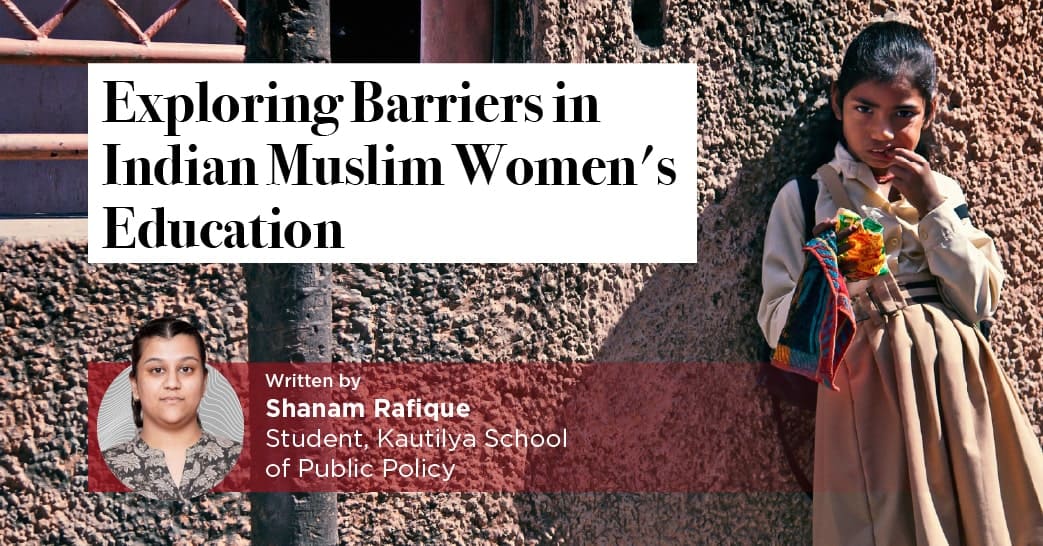 Exploring Barriers in
Indian Muslim Women's
Education
Written by
Shanam Rafique
Student, Kautilya School
of Public Policy